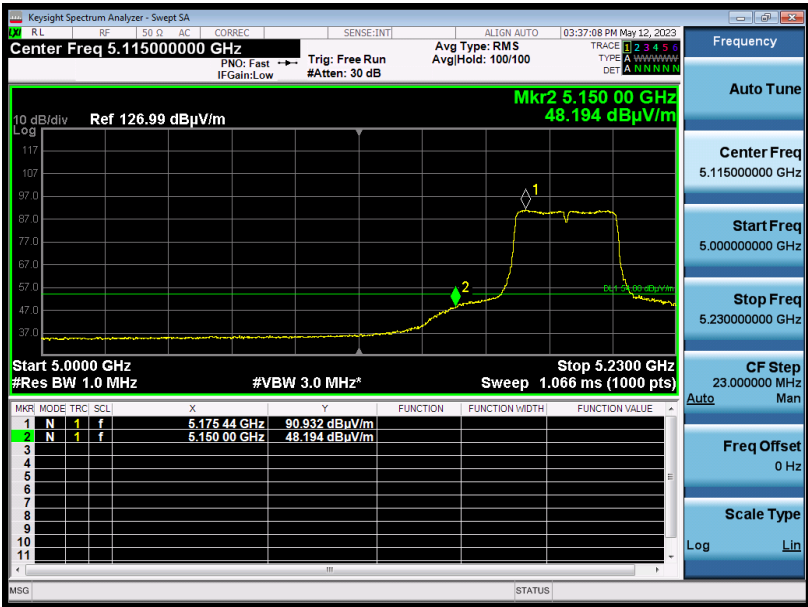 Keysight Spectrum Analyzer - Swept SA
LXI RL RF 50 Ω AC CORREC SENSE:INT ALIGN AUTO 03:37:08 PM May 12, 2023
Center Freq 5.115000000 GHz
PNO: Fast
IFGain:Low
Trig: Free Run
#Atten: 30 dB
Avg Type: RMS
Avg|Hold: 100/100
TRACE 1 2 3 4 5 6
TYPE A WWWWW
DET A N N N N N
Mkr2 5.150 00 GHz
48.194 dBµV/m
10 dB/div Ref 126.99 dBµV/m
Log
117
107
97.0
87.0
77.0
67.0
57.0
47.0
37.0
1
2
DL1 54.00 dBµV/m
Start 5.0000 GHz Stop 5.2300 GHz
#Res BW 1.0 MHz #VBW 3.0 MHz* Sweep 1.066 ms (1000 pts)
MKR MODE TRC SCL X Y FUNCTION FUNCTION WIDTH FUNCTION VALUE
1 N 1 f 5.175 44 GHz 90.932 dBµV/m
2 N 1 f 5.150 00 GHz 48.194 dBµV/m
3
4
5
6
7
8
9
10
11
MSG STATUS
Frequency
Auto Tune
Center Freq
5.115000000 GHz
Start Freq
5.000000000 GHz
Stop Freq
5.230000000 GHz
CF Step
23.000000 MHz
Auto Man
Freq Offset
0 Hz
Scale Type
Log Lin